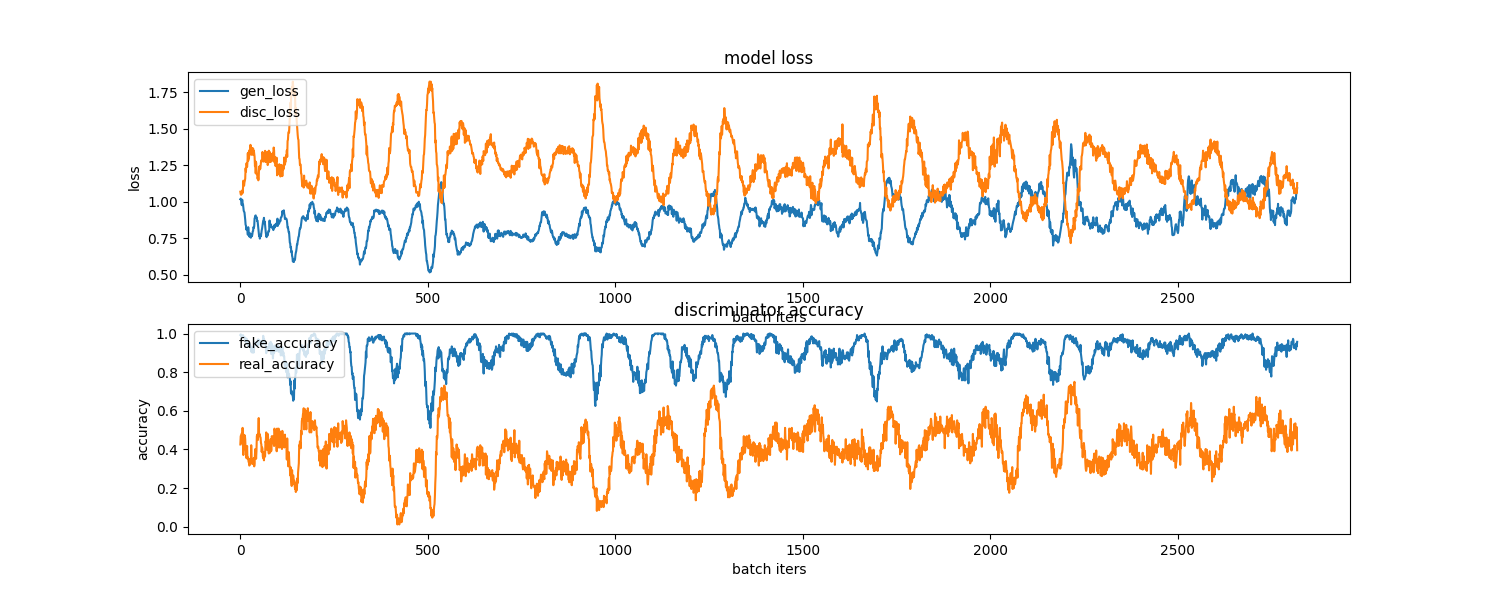 model loss
gen_loss
disc_loss
loss
1.75
1.50
1.25
1.00
0.75
0.50
0 500 1000 1500 2000 2500
batch iters
discriminator accuracy
fake_accuracy
real_accuracy
accuracy
1.0
0.8
0.6
0.4
0.2
0.0
0 500 1000 1500 2000 2500
batch iters